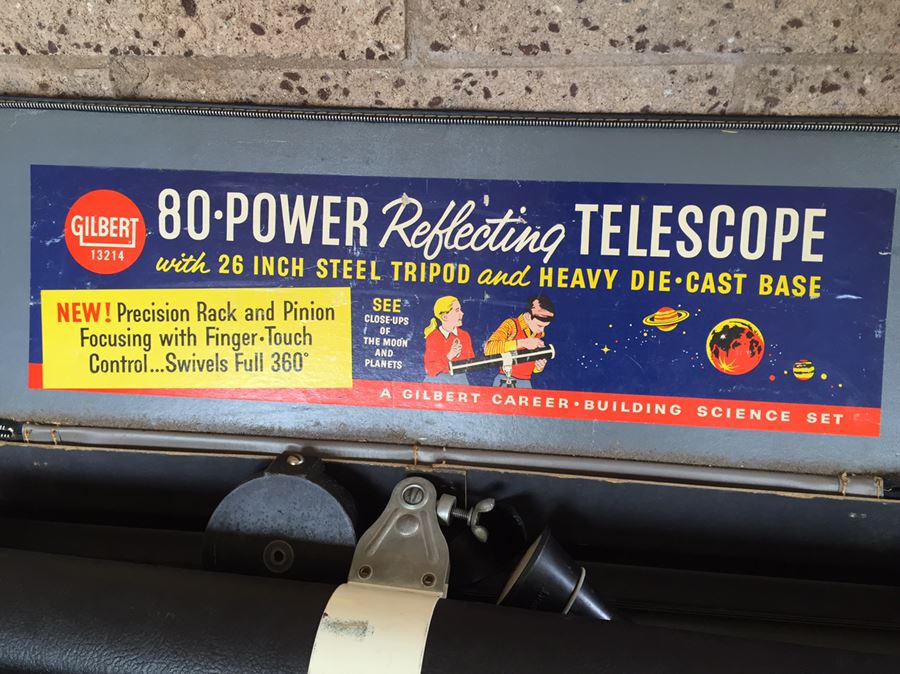 GILBERT
13214
80·POWER Reflecting TELESCOPE
with 26 INCH STEEL TRIPOD and HEAVY DIE·CAST BASE
NEW! Precision Rack and Pinion
Focusing with Finger·Touch
Control...Swivels Full 360°
SEE
CLOSE-UPS
OF
THE MOON
AND
PLANETS
A GILBERT CAREER·BUILDING SCIENCE SET